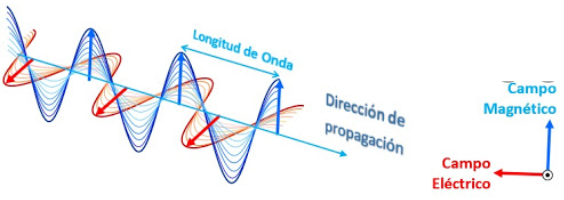 Longitud de Onda
Dirección de
propagación
Campo
Magnético
Campo
Eléctrico